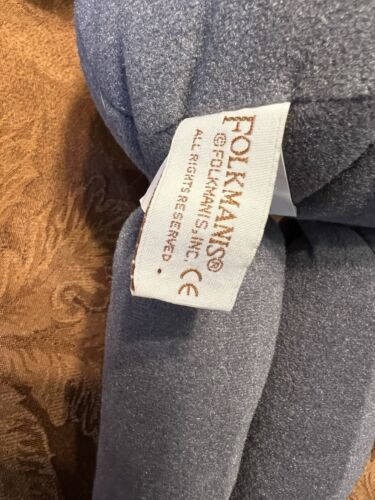 FOLKMANIS®
© FOLKMANIS, INC.
ALL RIGHTS RESERVED.
CE